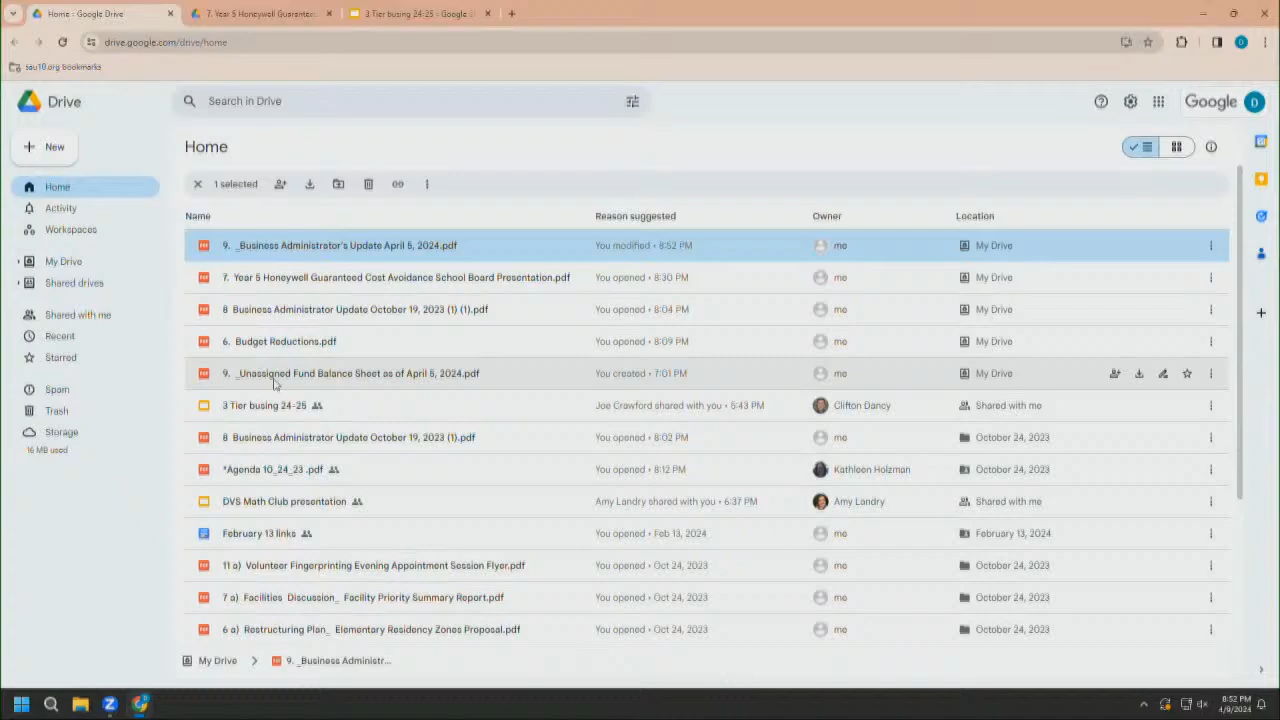 Home - Google Drive
7. Year 5 Honeywell Guarantee
3 Tier busing 24-25 - Google Sl
drive.google.com/drive/home
sau10.org bookmarks
Drive
Search in Drive
Google
D
New
Home
1 selected
Home
Activity
Workspaces
My Drive
Shared drives
Shared with me
Recent
Starred
Spam
Trash
Storage
16 MB used
Name Reason suggested Owner Location
9. _Business Administrator's Update April 5, 2024.pdf You modified • 8:52 PM me My Drive
7. Year 5 Honeywell Guaranteed Cost Avoidance School Board Presentation.pdf You opened • 8:30 PM me My Drive
8 Business Administrator Update October 19, 2023 (1) (1).pdf You opened • 8:04 PM me My Drive
6. Budget Reductions.pdf You opened • 8:09 PM me My Drive
9. _Unassigned Fund Balance Sheet as of April 5, 2024.pdf You created • 7:01 PM me My Drive
3 Tier busing 24-25 Joe Crawford shared with you • 5:43 PM Clifton Dancy Shared with me
8 Business Administrator Update October 19, 2023 (1).pdf You opened • 8:02 PM me October 24, 2023
*Agenda 10_24_23 .pdf You opened • 8:12 PM Kathleen Holzman October 24, 2023
DVS Math Club presentation Amy Landry shared with you • 6:37 PM Amy Landry Shared with me
February 13 links You opened • Feb 13, 2024 me February 13, 2024
11 a) Volunteer Fingerprinting Evening Appointment Session Flyer.pdf You opened • Oct 24, 2023 me October 24, 2023
7 a) Facilities Discussion_ Facility Priority Summary Report.pdf You opened • Oct 24, 2023 me October 24, 2023
6 a) Restructuring Plan_ Elementary Residency Zones Proposal.pdf You opened • Oct 24, 2023 me October 24, 2023
My Drive > 9. _Business Administr...
8:52 PM
4/9/2024